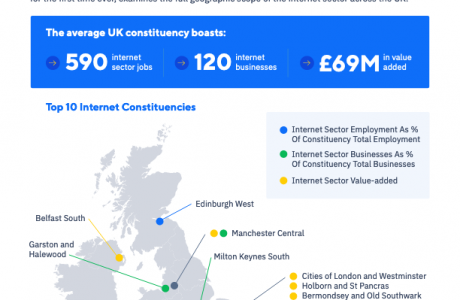 for the first time ever, examines the full geographic scope of the internet sector across the UK.
The average UK constituency boasts:
590 internet sector jobs
120 internet businesses
£69M in value added
Top 10 Internet Constituencies
Internet Sector Employment As %
Of Constituency Total Employment
Internet Sector Businesses As %
Of Constituency Total Businesses
Internet Sector Value-added
Edinburgh West
Belfast South
Manchester Central
Garston and
Halewood
Milton Keynes South
Cities of London and Westminster
Holborn and St Pancras
Bermondsey and Old Southwark